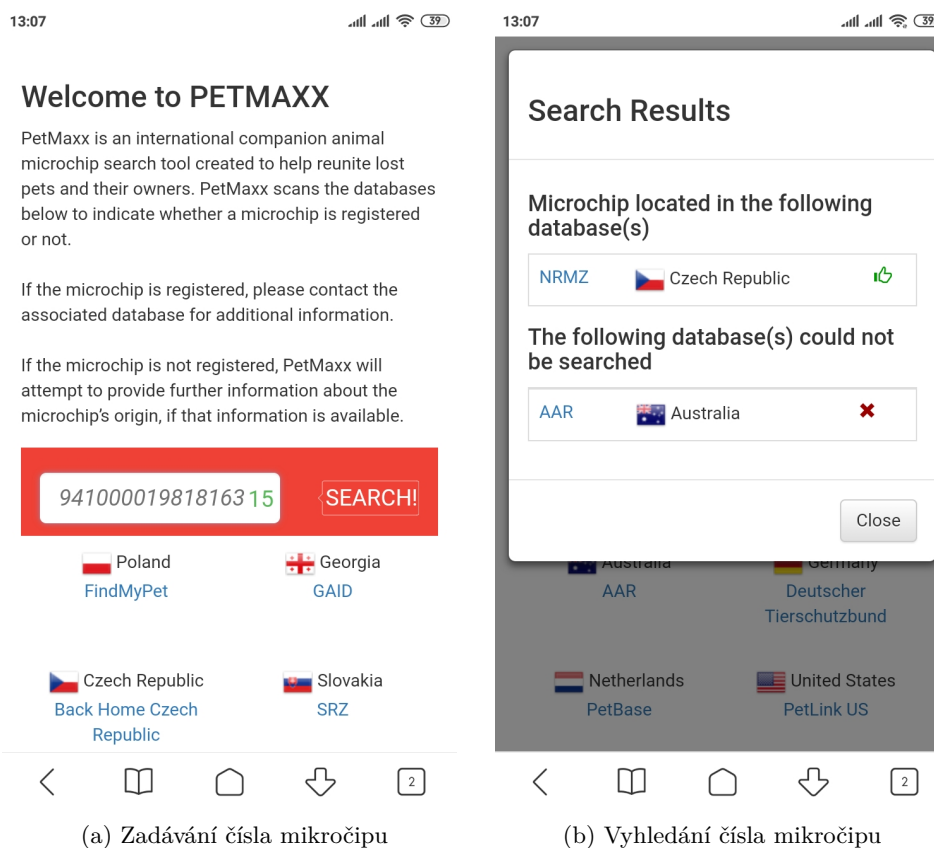 13:07
39
Welcome to PETMAXX
PetMaxx is an international companion animal
microchip search tool created to help reunite lost
pets and their owners. PetMaxx scans the databases
below to indicate whether a microchip is registered
or not.
If the microchip is registered, please contact the
associated database for additional information.
If the microchip is not registered, PetMaxx will
attempt to provide further information about the
microchip's origin, if that information is available.
941000019818163 15 SEARCH!
Poland Georgia
FindMyPet GAID
Czech Republic Slovakia
Back Home Czech SRZ
Republic
2
(a) Zadávání čísla mikročipu
13:07
39
Search Results
Microchip located in the following
database(s)
NRMZ Czech Republic
The following database(s) could not
be searched
AAR Australia
Close
Australia Germany
AAR Deutscher
Tierschutzbund
Netherlands United States
PetBase PetLink US
2
(b) Vyhledání čísla mikročipu